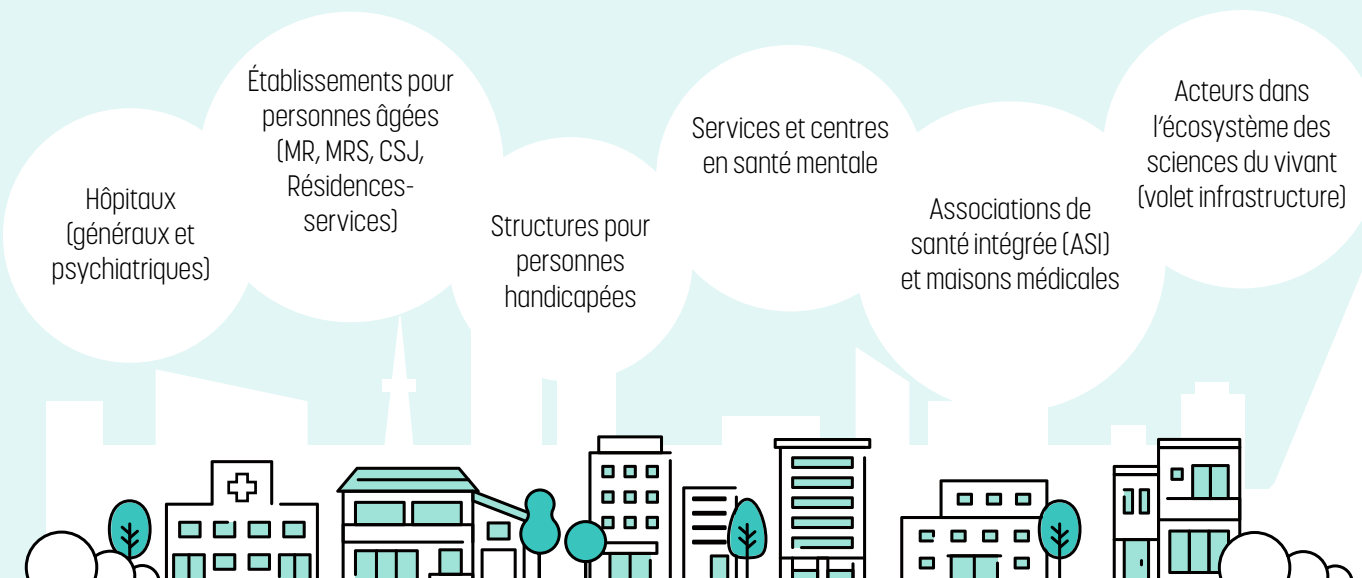 Hôpitaux
(généraux et
psychiatriques)
Établissements pour
personnes âgées
(MR, MRS, CSJ,
Résidences-
services)
Structures pour
personnes
handicapées
Services et centres
en santé mentale
Associations de
santé intégrée (ASI)
et maisons médicales
Acteurs dans
l'écosystème des
sciences du vivant
(volet infrastructure)